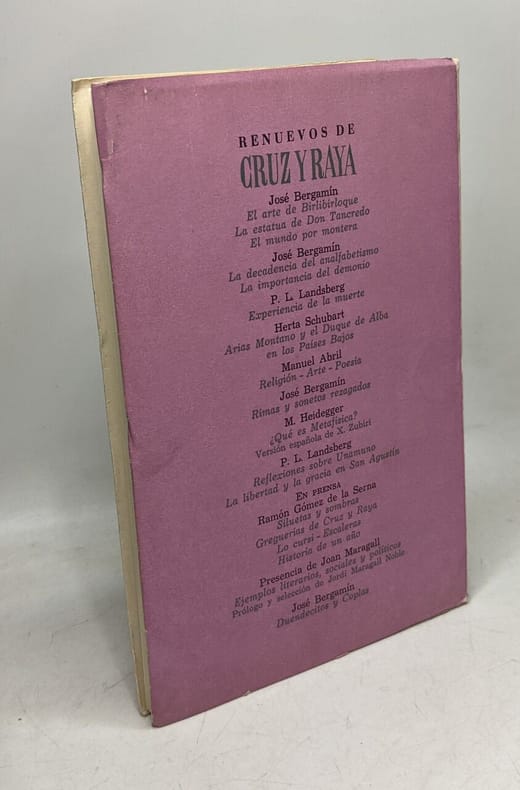 RENUEVOS DE
CRUZ Y RAYA
José Bergamín
El arte de Birlibirloque
La estatua de Don Tancredo
El mundo por montera
José Bergamín
La decadencia del analfabetismo
La importancia del demonio
P. L. Landsberg
Experiencia de la muerte
Herta Schubart
Arias Montano y el Duque de Alba
en los Países Bajos
Manuel Abril
Religión - Arte - Poesía
José Bergamín
Rimas y sonetos rezagados
M. Heidegger
¿Qué es Metafísica?
Versión española de X. Zubiri
P. L. Landsberg
Reflexiones sobre Unamuno
La libertad y la gracia en San Agustín
EN PRENSA
Ramón Gómez de la Serna
Siluetas y sombras
Greguerías de Cruz y Raya
Lo cursi - Escaleras
Historia de un año
Presencia de Joan Maragall
Ejemplos literarios, sociales y políticos
Prólogo y selección de Jordi Maragall Noble
José Bergamín
Duendecitos y Coplas